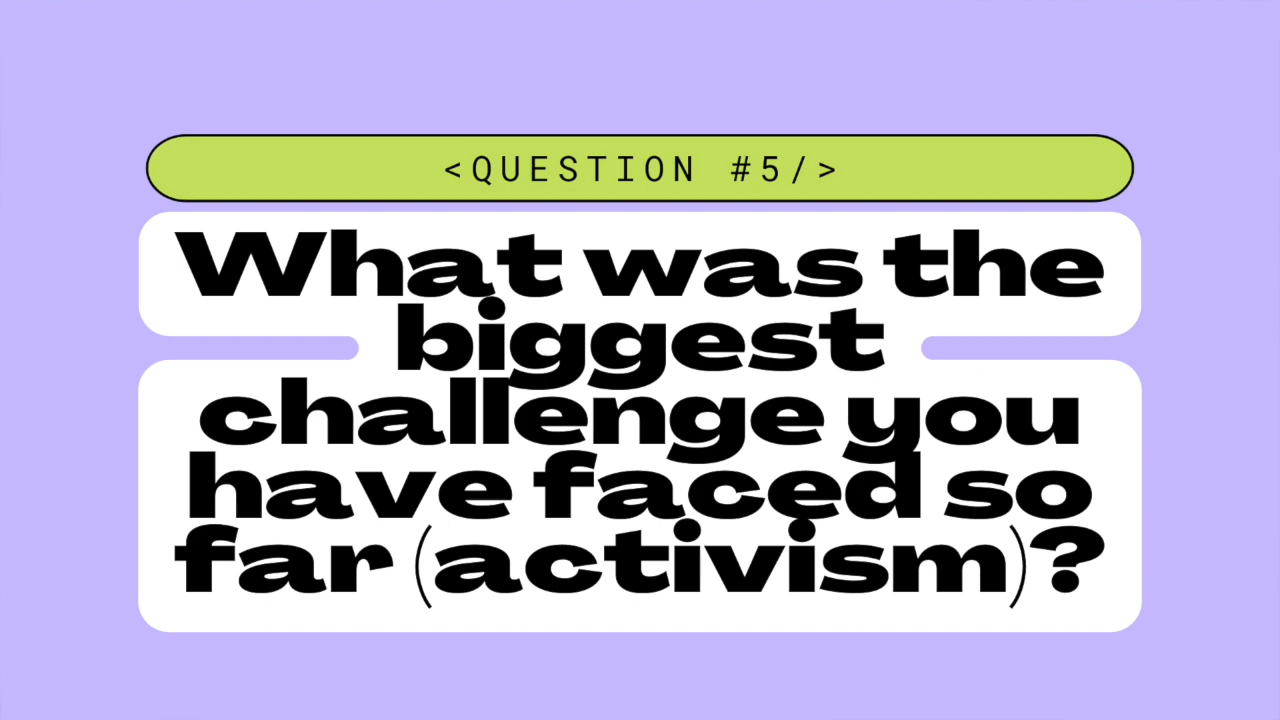 <QUESTION #5/>
What was the
biggest
challenge you
have faced so
far (activism)?